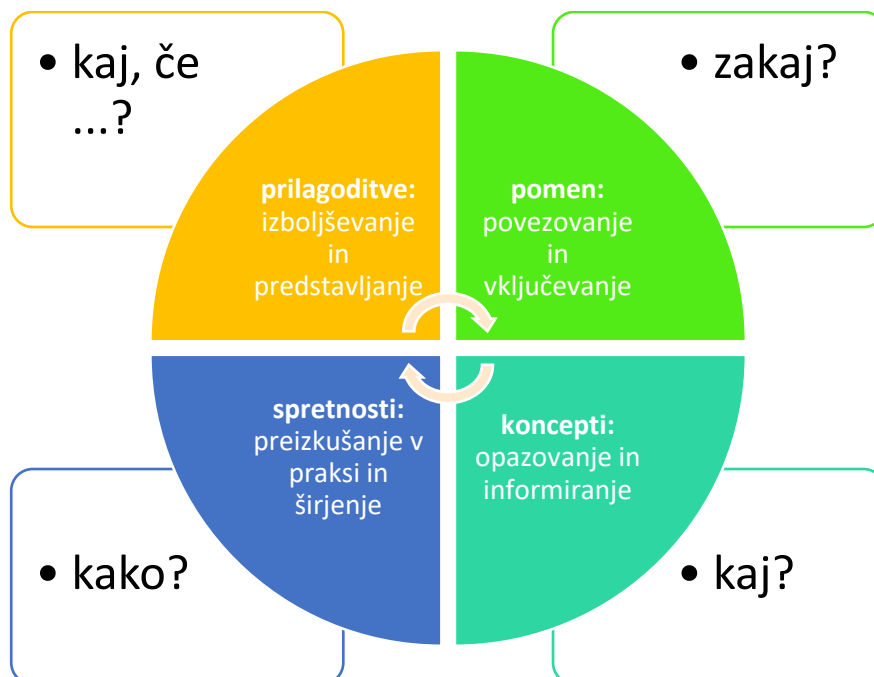 • kaj, če
...?
• zakaj?
prilagoditve:
izboljševanje
in
predstavljanje
pomen:
povezovanje
in
vključevanje
spretnosti:
preizkušanje v
praksi in
širjenje
koncepti:
opazovanje in
informiranje
• kako?
• kaj?